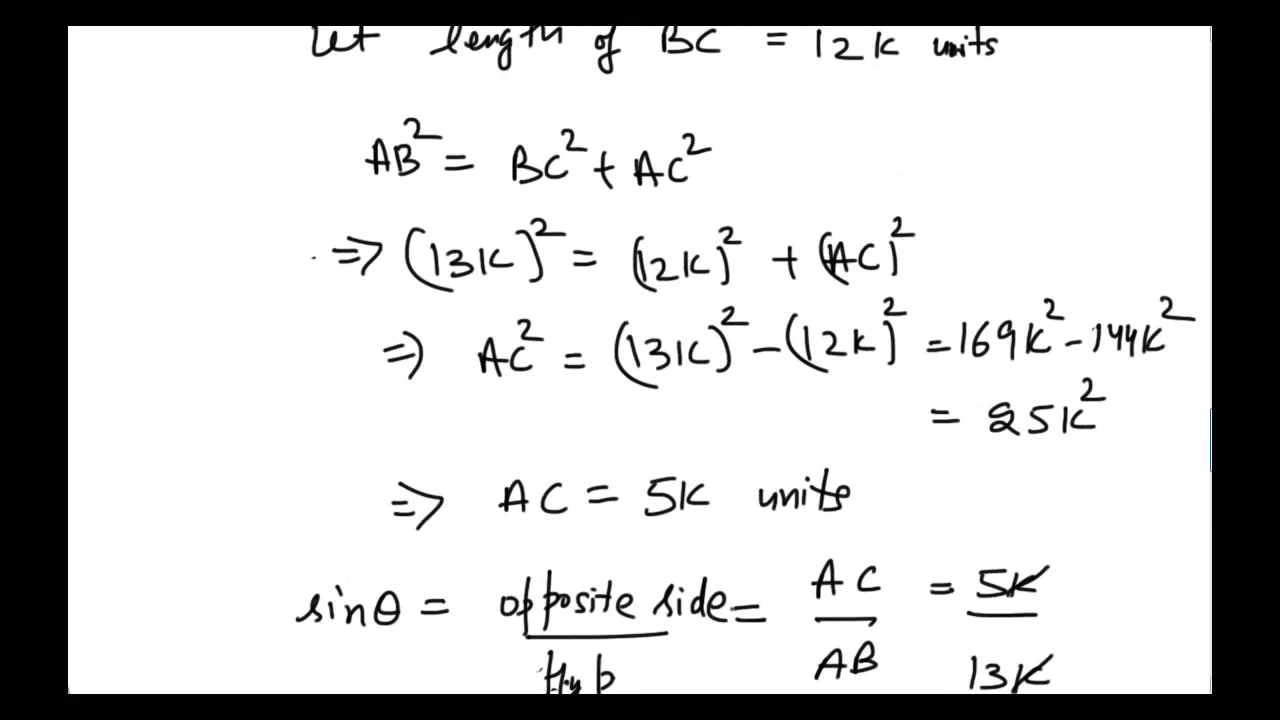 Let length of BC = 12K units
AB² = BC² + AC²
=> (13K)² = (12K)² + (AC)²
=> AC² = (13K)² - (12K)² = 169K² - 144K²
= 25K²
=> AC = 5K units
sinθ = opposite side/Hyp = AC/AB = 5K/13K